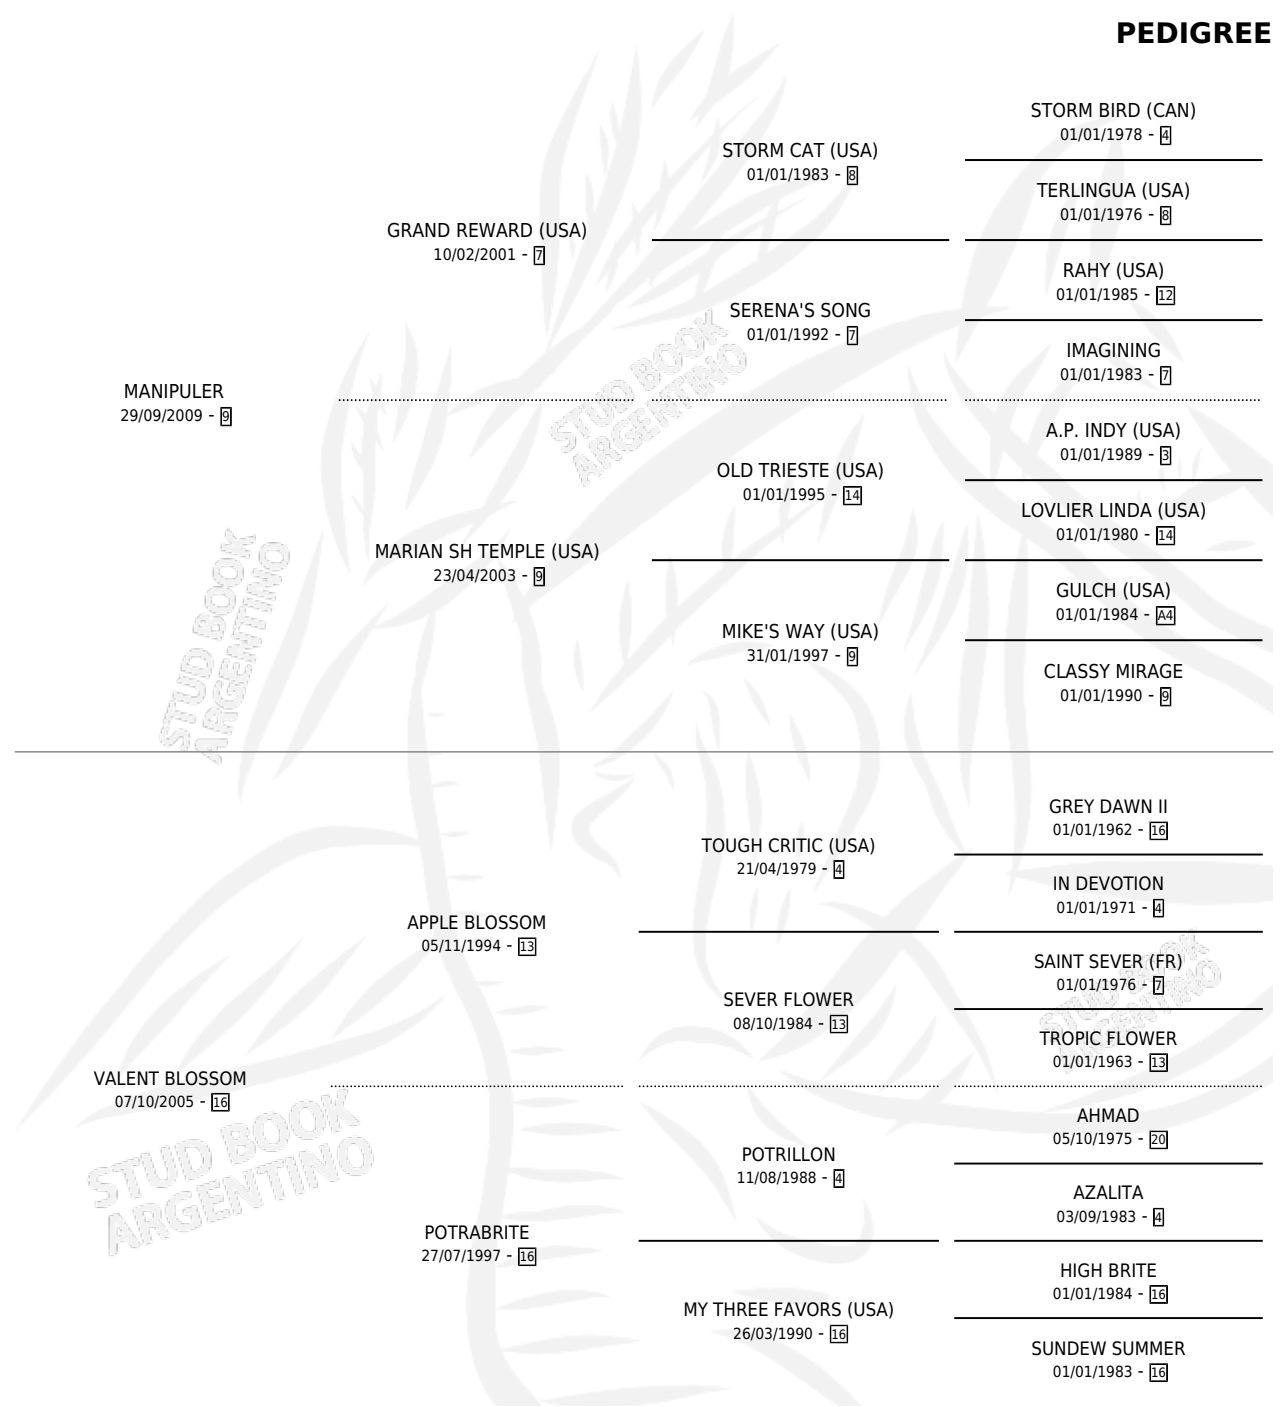 PEDIGREE
STORM BIRD (CAN)
01/01/1978 - 4
STORM CAT (USA)
01/01/1983 - 8
TERLINGUA (USA)
01/01/1976 - 8
GRAND REWARD (USA)
10/02/2001 - 7
RAHY (USA)
01/01/1985 - 12
SERENA'S SONG
01/01/1992 - 7
IMAGINING
01/01/1983 - 7
MANIPULER
29/09/2009 - 9
A.P. INDY (USA)
01/01/1989 - 3
OLD TRIESTE (USA)
01/01/1995 - 14
LOVLIER LINDA (USA)
01/01/1980 - 14
MARIAN SH TEMPLE (USA)
23/04/2003 - 9
GULCH (USA)
01/01/1984 - A4
MIKE'S WAY (USA)
31/01/1997 - 9
CLASSY MIRAGE
01/01/1990 - 9
GREY DAWN II
01/01/1962 - 16
TOUGH CRITIC (USA)
21/04/1979 - 4
IN DEVOTION
01/01/1971 - 4
APPLE BLOSSOM
05/11/1994 - 13
SAINT SEVER (FR)
01/01/1976 - 7
SEVER FLOWER
08/10/1984 - 13
TROPIC FLOWER
01/01/1963 - 13
VALENT BLOSSOM
07/10/2005 - 16
AHMAD
05/10/1975 - 20
POTRILLON
11/08/1988 - 4
AZALITA
03/09/1983 - 4
POTRABRITE
27/07/1997 - 16
HIGH BRITE
01/01/1984 - 16
MY THREE FAVORS (USA)
26/03/1990 - 16
SUNDEW SUMMER
01/01/1983 - 16
STUD BOOK
ARGENTINO
STUD BOOK
ARGENTINO
STUD BOOK
ARGENTINO
STUD BOOK
ARGENTINO